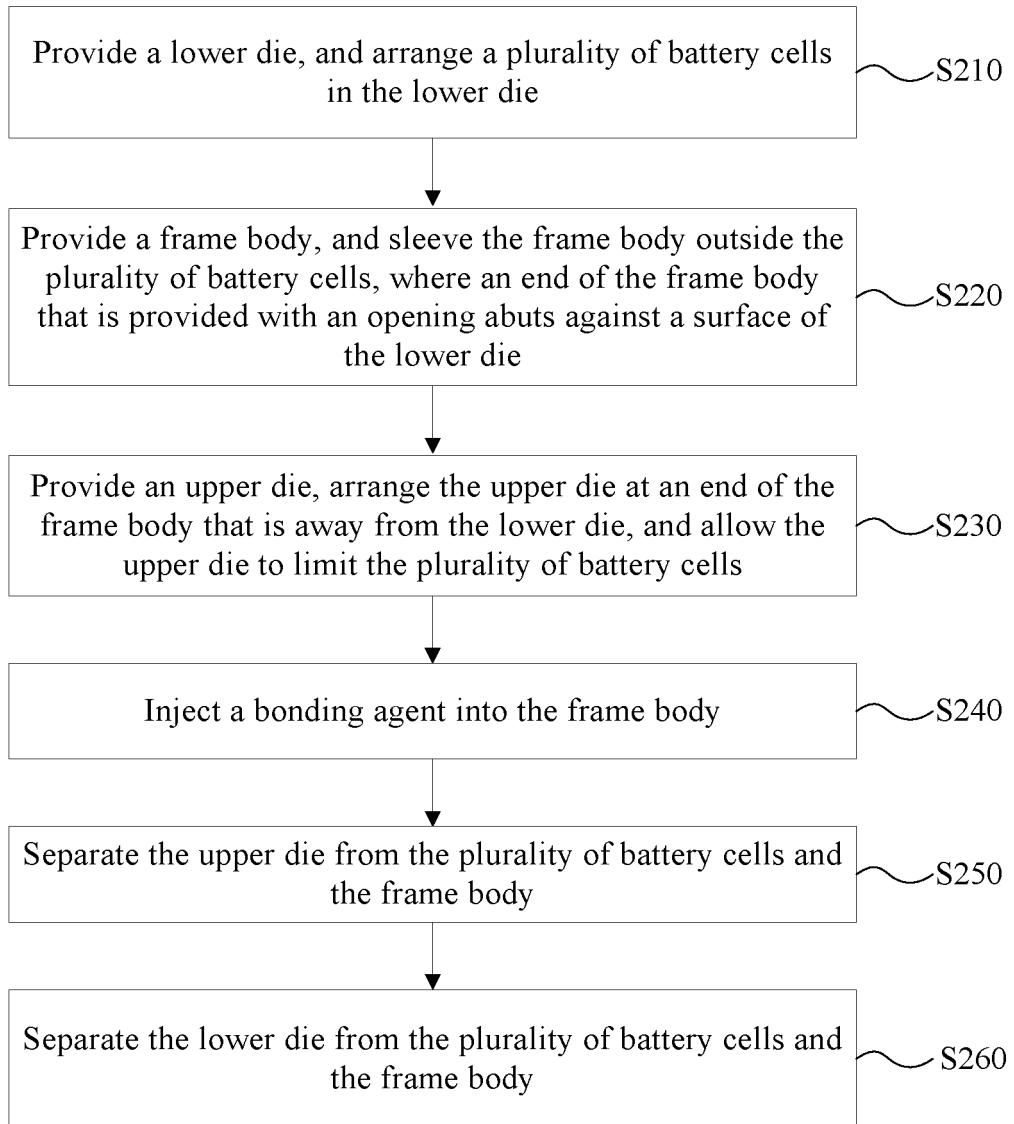 Provide a lower die, and arrange a plurality of battery cells
in the lower die
S210
Provide a frame body, and sleeve the frame body outside the
plurality of battery cells, where an end of the frame body
that is provided with an opening abuts against a surface of
the lower die
S220
Provide an upper die, arrange the upper die at an end of the
frame body that is away from the lower die, and allow the
upper die to limit the plurality of battery cells
S230
Inject a bonding agent into the frame body
S240
Separate the upper die from the plurality of battery cells and
the frame body
S250
Separate the lower die from the plurality of battery cells and
the frame body
S260